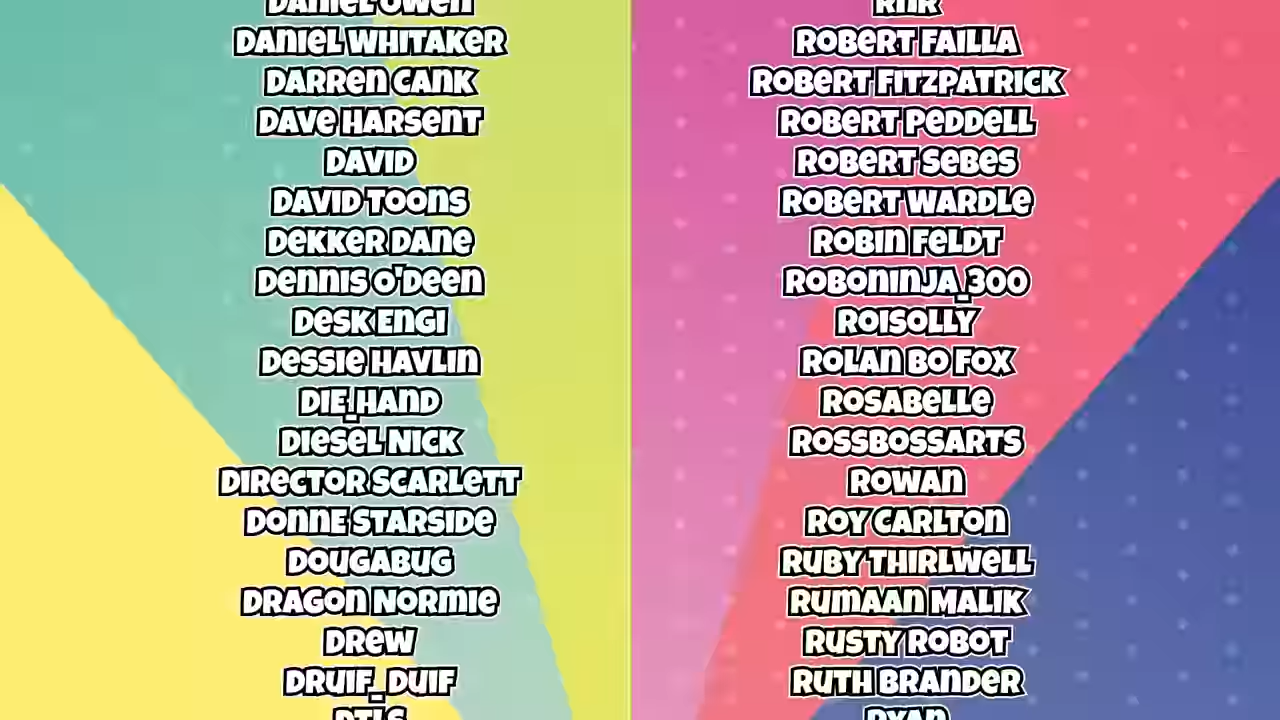 DANIEL OWEN
DANIEL WHITAKER
DARREN CANK
DAVE HARSENT
DAVID
DAVID TOONS
DEKKER DANE
DENNIS O'DEEN
DESK ENGI
DESSIE HAVLIN
DIE_HAND
DIESEL NICK
DIRECTOR SCARLETT
DONNE STARSIDE
DOUGABUG
DRAGON NORMIE
DREW
DRUIF_DUIF
ROBERT FAILLA
ROBERT FITZPATRICK
ROBERT PEDDELL
ROBERT SEBES
ROBERT WARDLE
ROBIN FELDT
ROBONINJA_300
ROISOLLY
ROLAN BO FOX
ROSABELLE
ROSSBOSSARTS
ROWAN
ROY CARLTON
RUBY THIRLWELL
RUMAAN MALIK
RUSTY ROBOT
RUTH BRANDER
RYAN